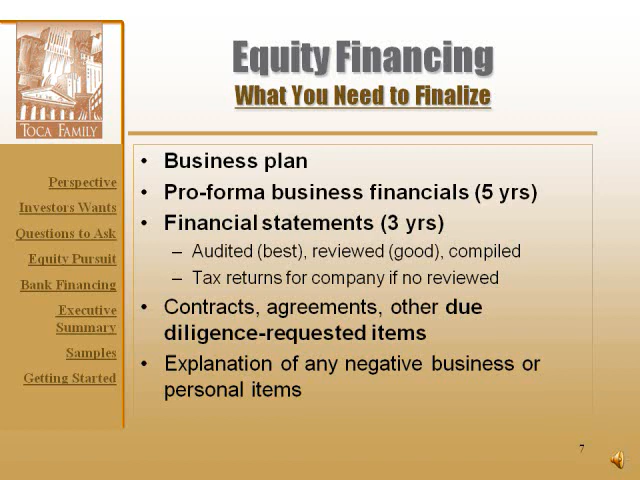 Equity Financing
What You Need to Finalize
TOCA FAMILY
Perspective
Investors Wants
Questions to Ask
Equity Pursuit
Bank Financing
Executive
Summary
Samples
Getting Started
• Business plan
• Pro-forma business financials (5 yrs)
• Financial statements (3 yrs)
– Audited (best), reviewed (good), compiled
– Tax returns for company if no reviewed
• Contracts, agreements, other due
diligence-requested items
• Explanation of any negative business or
personal items
7